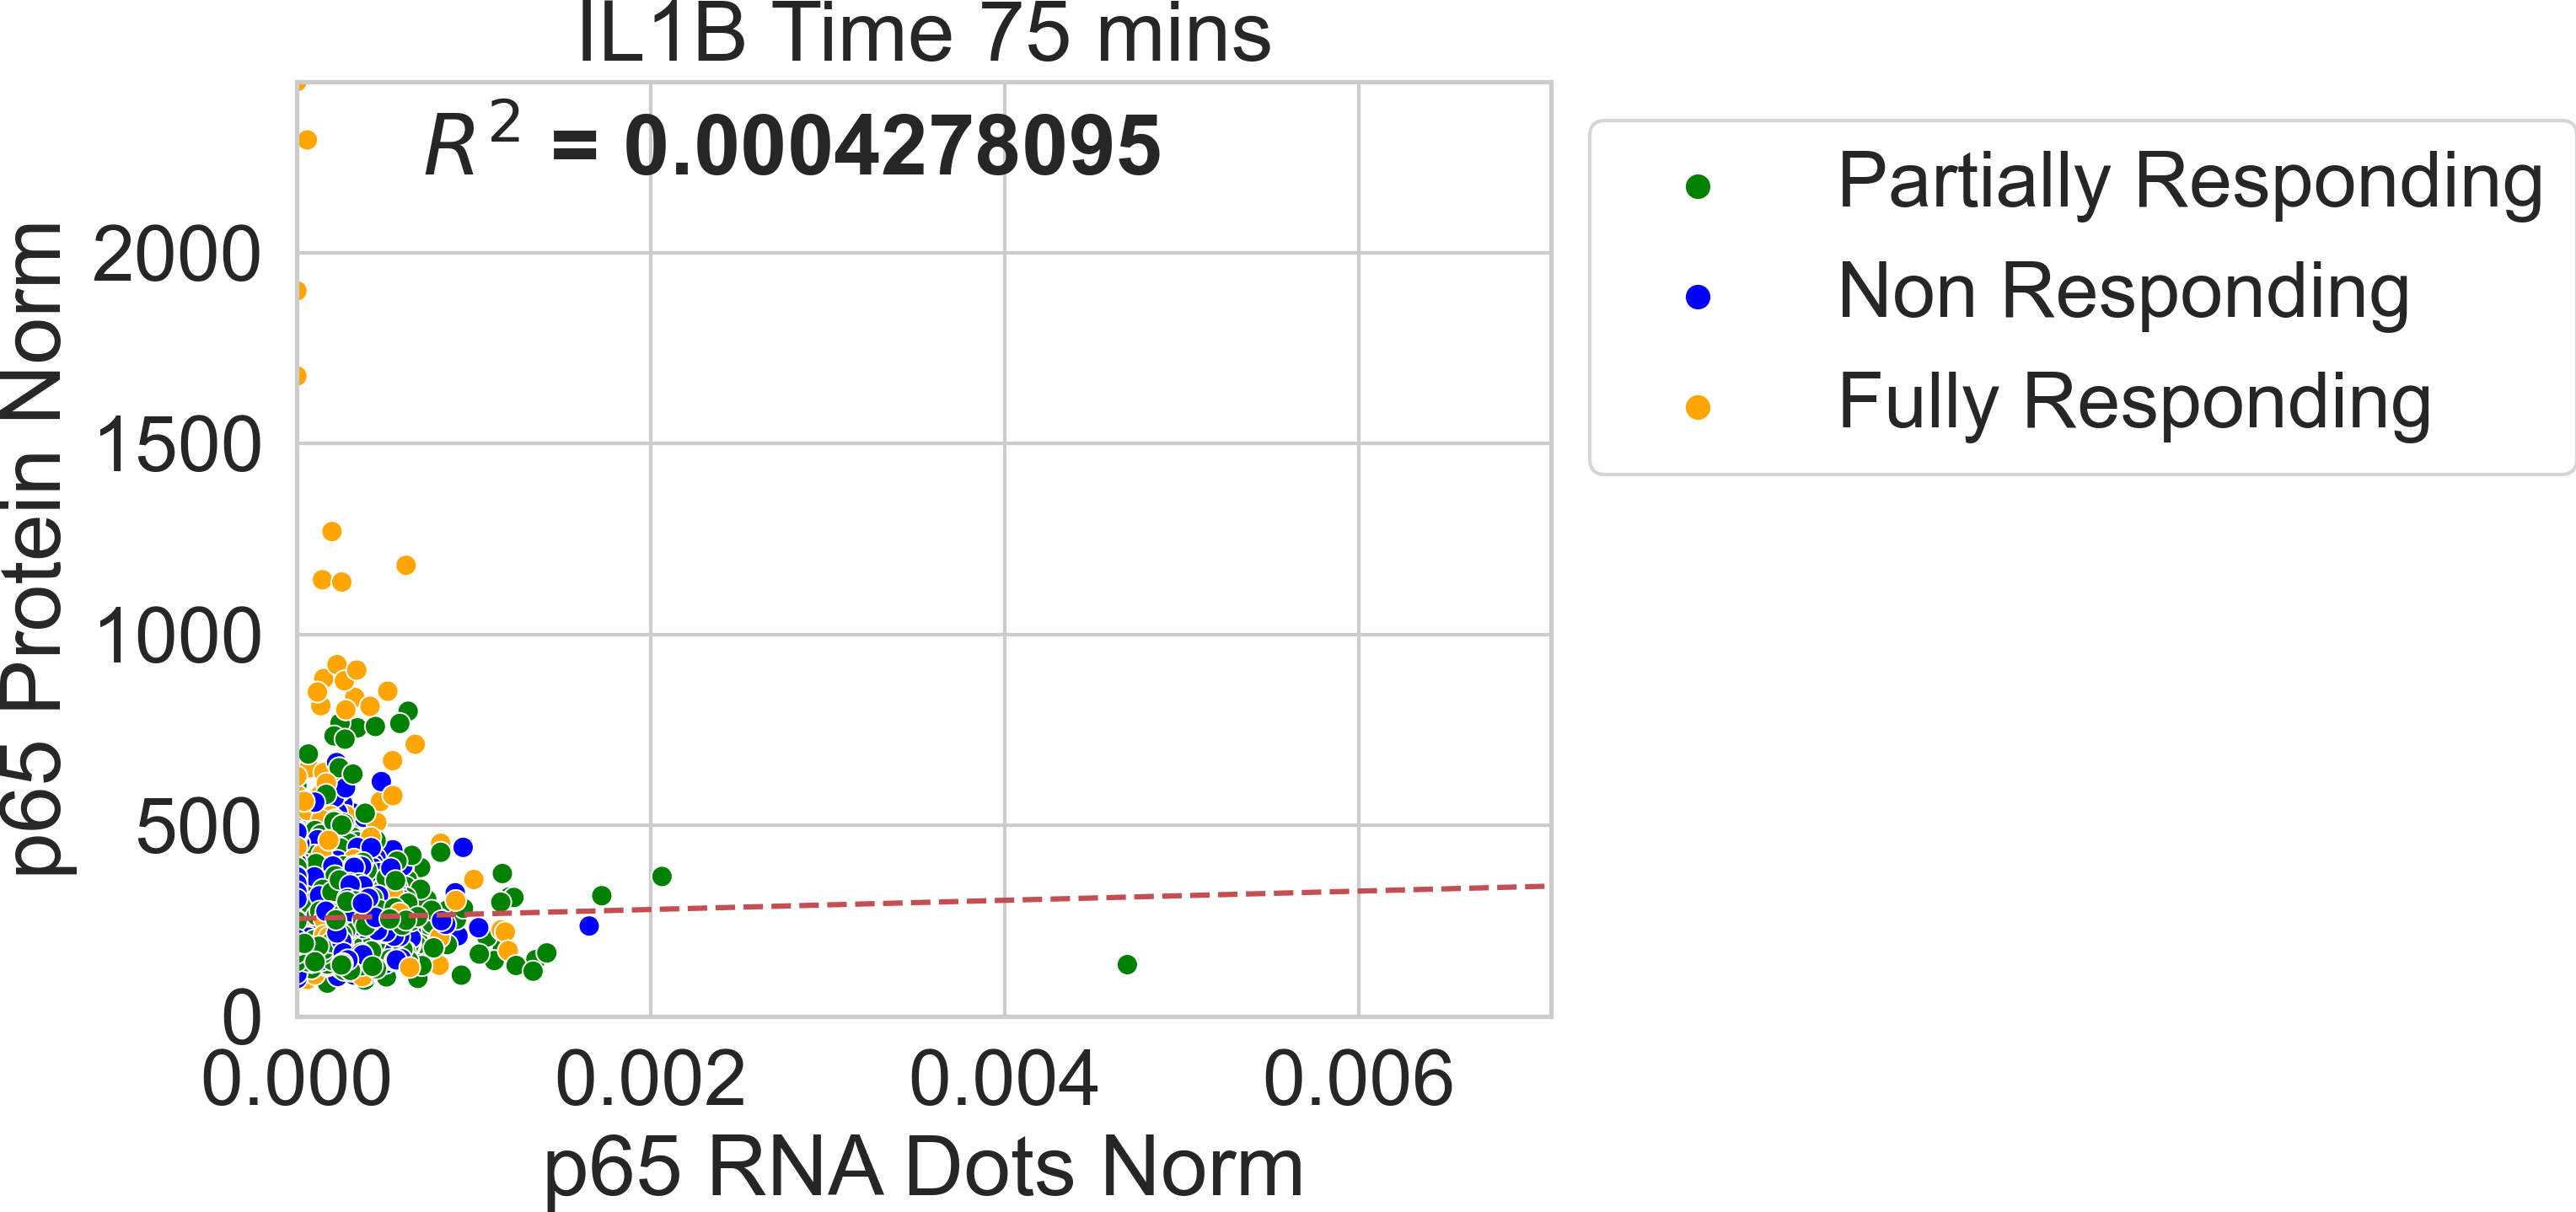 IL1B Time 75 mins
R² = 0.0004278095
p65 Protein Norm
2000
1500
1000
500
0
0.000 0.002 0.004 0.006
p65 RNA Dots Norm
Partially Responding
Non Responding
Fully Responding